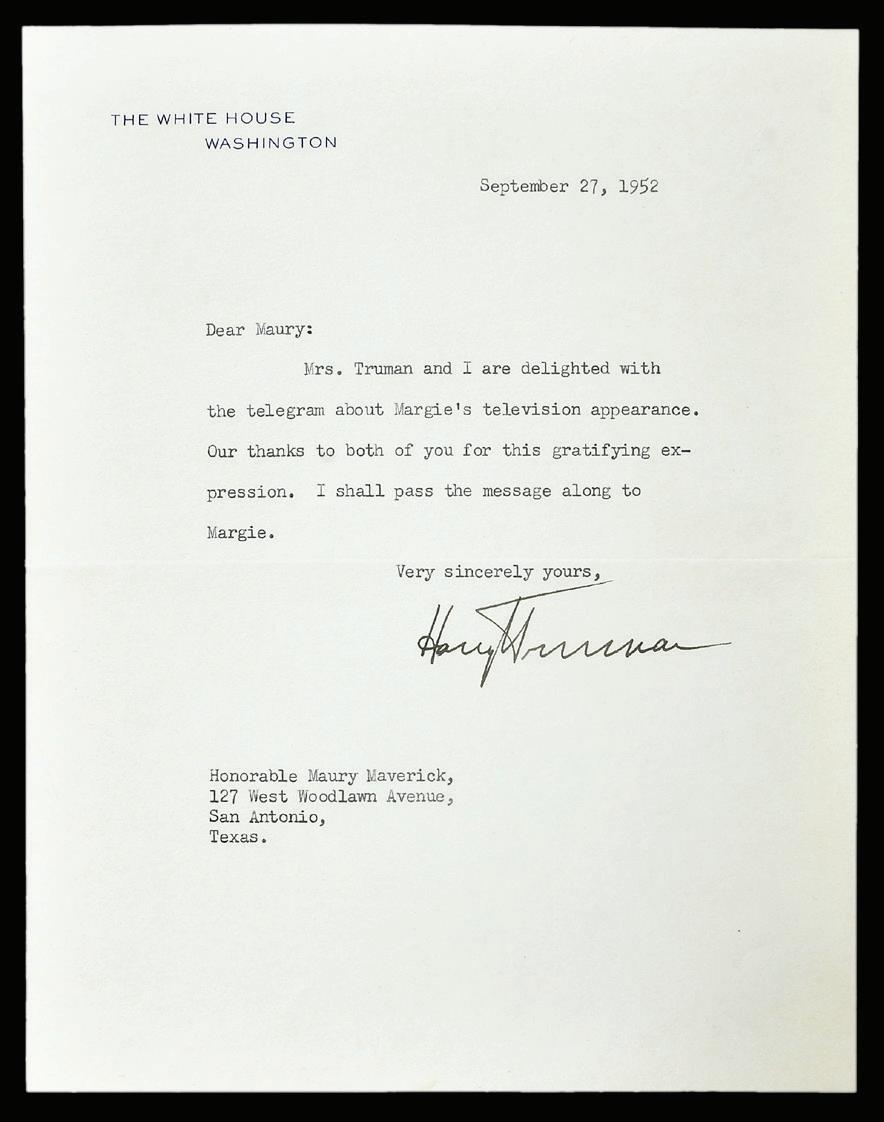 THE WHITE HOUSE
WASHINGTON
September 27, 1952
Dear Maury:
Mrs. Truman and I are delighted with
the telegram about Margie's television appearance.
Our thanks to both of you for this gratifying ex-
pression. I shall pass the message along to
Margie.
Very sincerely yours,
Harry Truman
Honorable Maury Maverick,
127 West Woodlawn Avenue,
San Antonio,
Texas.